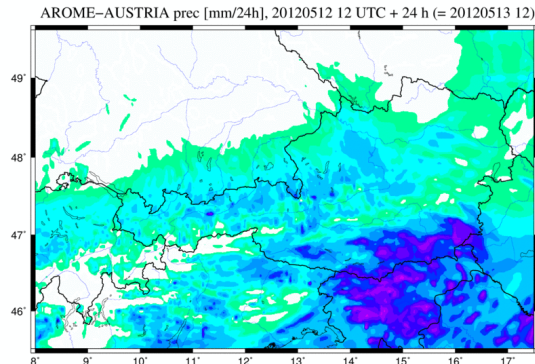 AROME−AUSTRIA prec [mm/24h], 20120512 12 UTC + 24 h (= 20120513 12)
49˚
48˚
47˚
46˚
8˚ 9˚ 10˚ 11˚ 12˚ 13˚ 14˚ 15˚ 16˚ 17˚